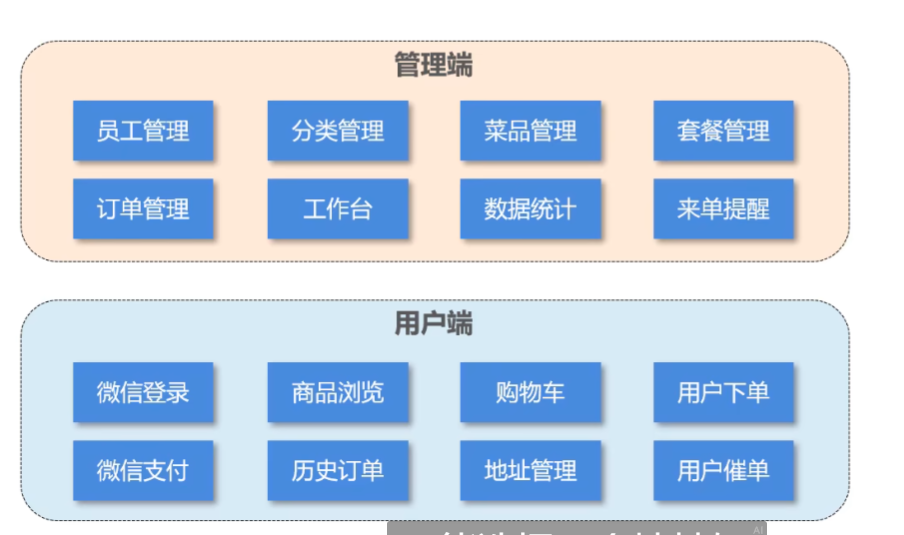 管理端
员工管理 分类管理 菜品管理 套餐管理
订单管理 工作台 数据统计 来单提醒
用户端
微信登录 商品浏览 购物车 用户下单
微信支付 历史订单 地址管理 用户催单
AI